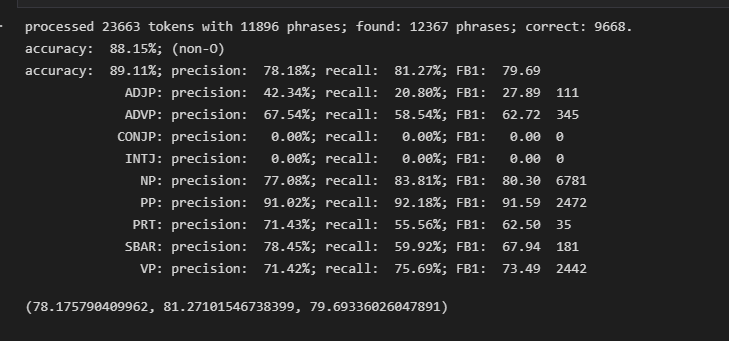 processed 23663 tokens with 11896 phrases; found: 12367 phrases; correct: 9668.
accuracy:  88.15%; (non-O)
accuracy:  89.11%; precision:  78.18%; recall:  81.27%; FB1:  79.69
ADJP: precision:  42.34%; recall:  20.80%; FB1:  27.89  111
ADVP: precision:  67.54%; recall:  58.54%; FB1:  62.72  345
CONJP: precision:   0.00%; recall:   0.00%; FB1:   0.00  0
INTJ: precision:   0.00%; recall:   0.00%; FB1:   0.00  0
NP: precision:  77.08%; recall:  83.81%; FB1:  80.30  6781
PP: precision:  91.02%; recall:  92.18%; FB1:  91.59  2472
PRT: precision:  71.43%; recall:  55.56%; FB1:  62.50  35
SBAR: precision:  78.45%; recall:  59.92%; FB1:  67.94  181
VP: precision:  71.42%; recall:  75.69%; FB1:  73.49  2442
(78.175790409962, 81.27101546738399, 79.69336026047891)